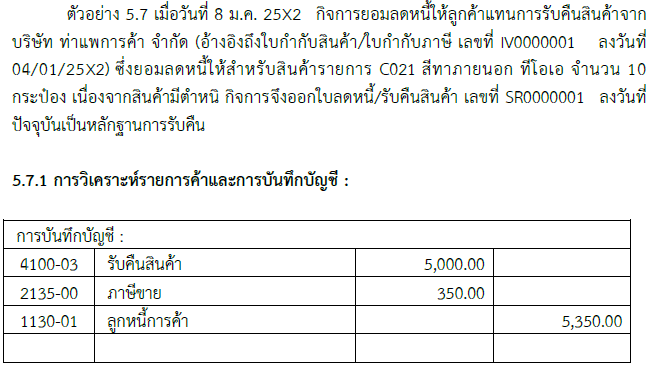 ตัวอย่าง 5.7 เมื่อวันที่ 8 ม.ค. 25X2 กิจการยอมลดหนี้ให้ลูกค้าแทนการรับคืนสินค้าจาก
บริษัท ท่าแพการค้า จำกัด (อ้างอิงถึงใบกำกับสินค้า/ใบกำกับภาษี เลขที่ IV0000001 ลงวันที่
04/01/25X2) ซึ่งยอมลดหนี้ให้สำหรับสินค้ารายการ C021 สีทาภายนอก ทีโอเอ จำนวน 10
กระป๋อง เนื่องจากสินค้ามีตำหนิ กิจการจึงออกใบลดหนี้/รับคืนสินค้า เลขที่ SR0000001 ลงวันที่
ปัจจุบันเป็นหลักฐานการรับคืน
5.7.1 การวิเคราะห์รายการค้าและการบันทึกบัญชี :
การบันทึกบัญชี :
4100-03 รับคืนสินค้า 5,000.00
2135-00 ภาษีขาย 350.00
1130-01 ลูกหนี้การค้า 5,350.00